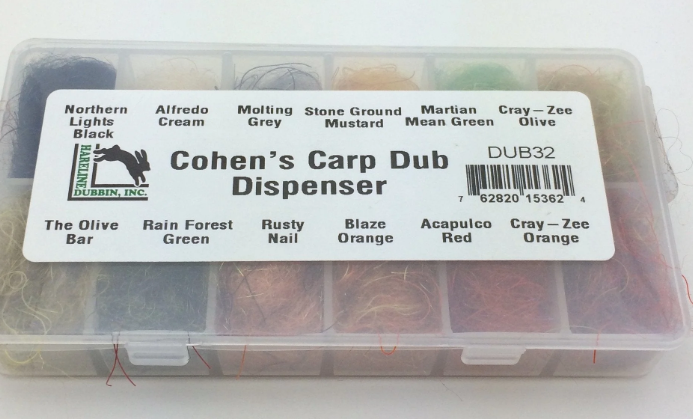 Northern Lights Black
Alfredo Cream
Molting Grey
Stone Ground Mustard
Martian Mean Green
Cray-Zee Olive
HARELINE
DUBBIN, INC.
Cohen's Carp Dub
Dispenser
DUB32
7 62820 15362 4
The Olive Bar
Rain Forest Green
Rusty Nail
Blaze Orange
Acapulco Red
Cray-Zee Orange